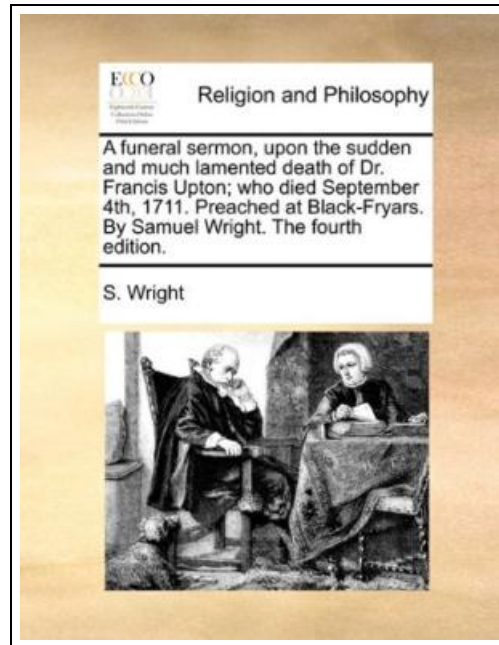 ECCO
Religion and Philosophy
A funeral sermon, upon the sudden
and much lamented death of Dr.
Francis Upton; who died September
4th, 1711. Preached at Black-Fryars.
By Samuel Wright. The fourth
edition.
S. Wright